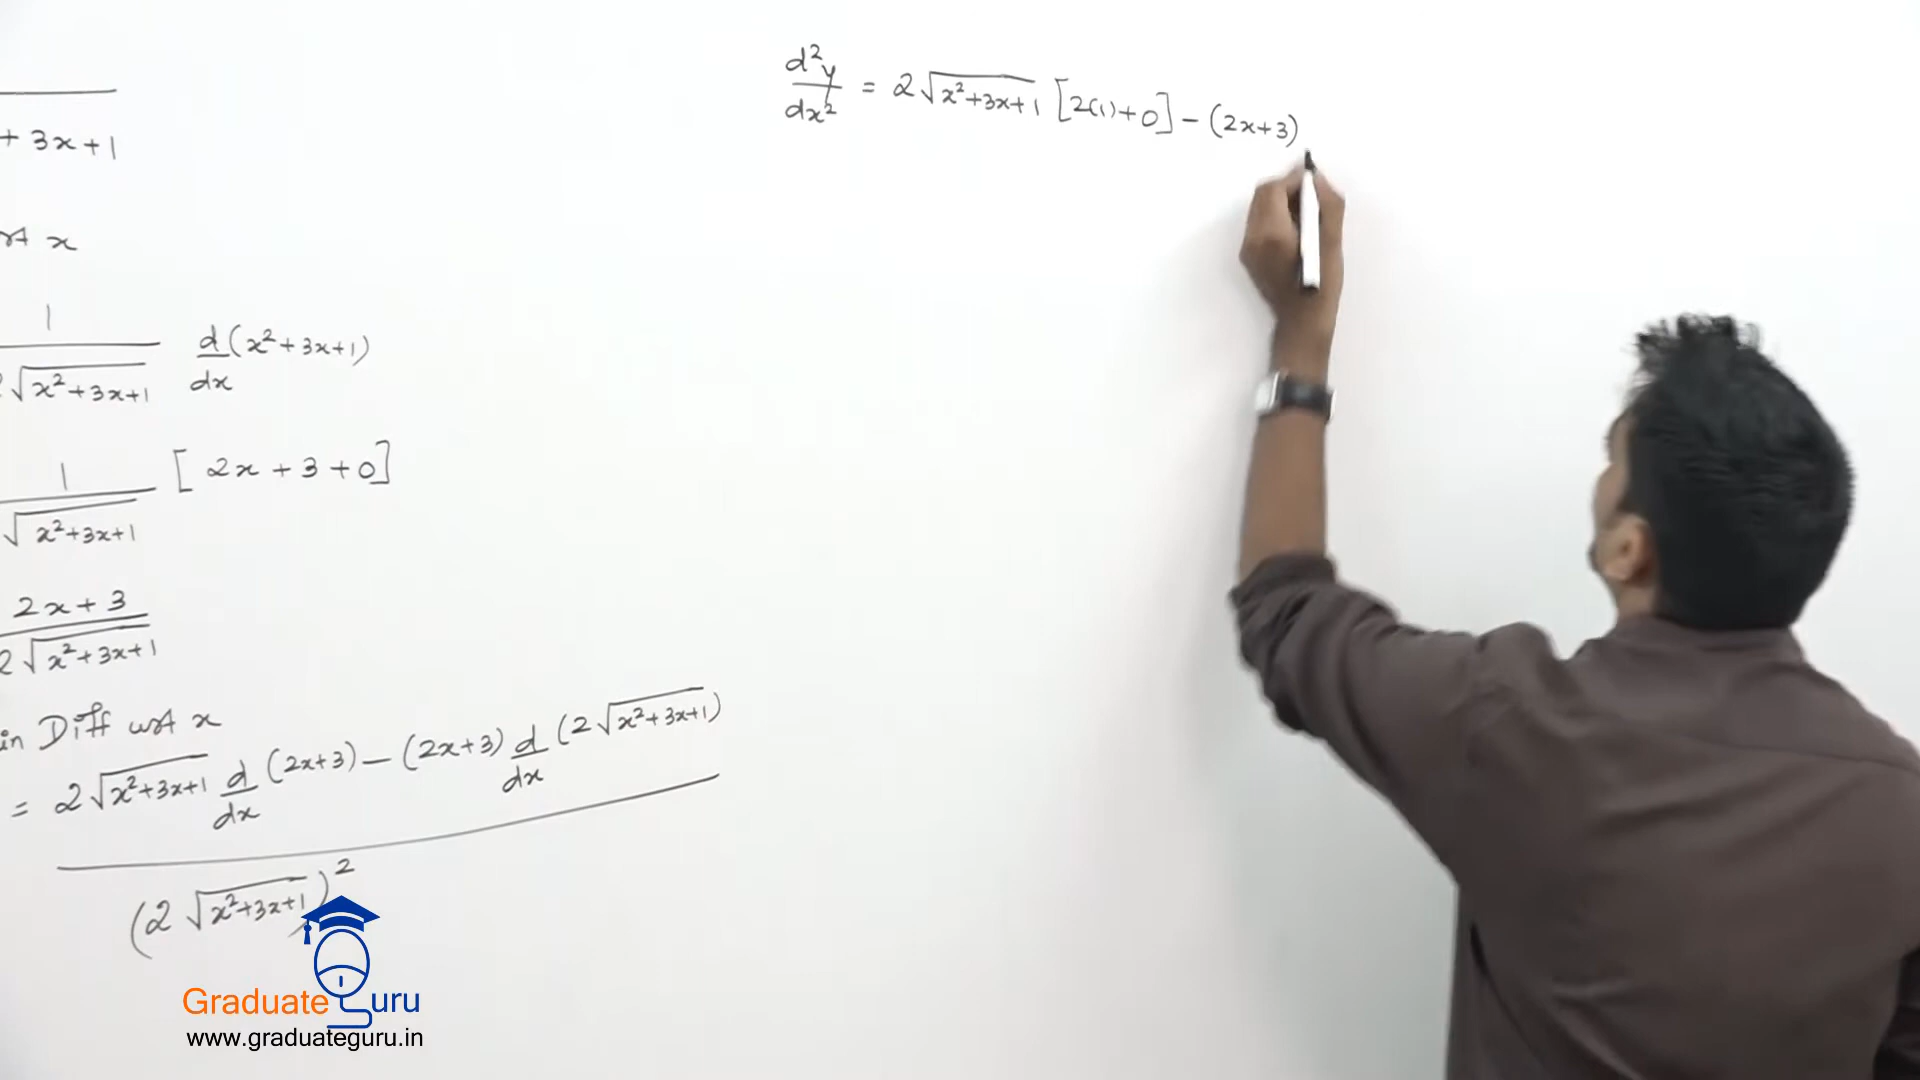 + 3x + 1
x
1
√x²+3x+1 d/dx (x²+3x+1)
1
√x²+3x+1 [2x + 3 + 0]
2x + 3
2√x²+3x+1
in Diff wrt x
= 2√x²+3x+1 d/dx (2x+3) - (2x+3) d/dx (2√x²+3x+1)
(2√x²+3x+1)²
d²y/dx² = 2√x²+3x+1 [2(1)+0] - (2x+3)
Graduate Guru
www.graduateguru.in